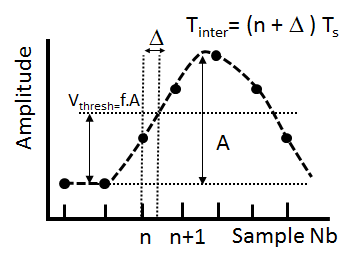 T_inter = (n + Δ) T_s
Δ
V_thresh=f.A
Amplitude
A
n n+1 Sample Nb